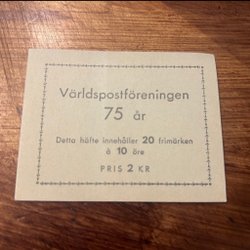 Världspostföreningen
75 år
Detta häfte innehåller 20 frimärken
à 10 öre
PRIS 2 KR